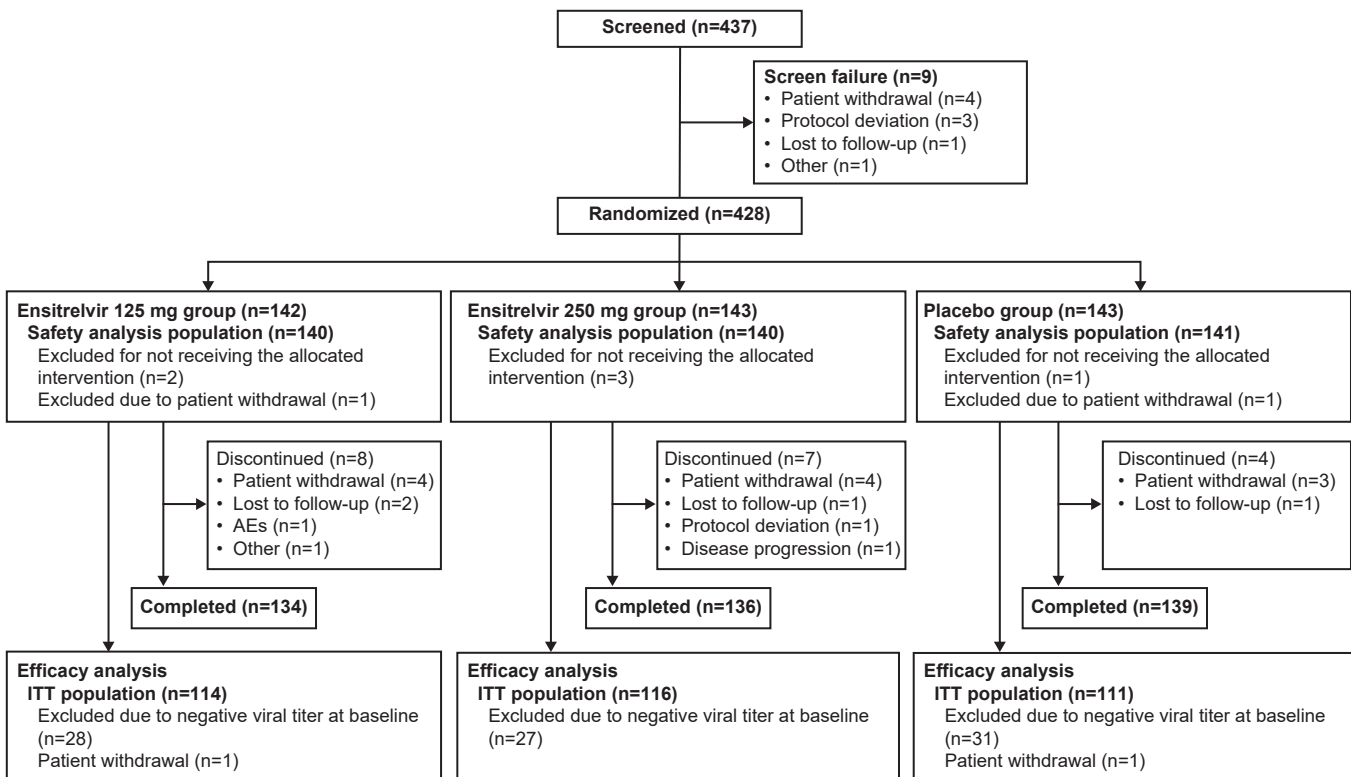 Screened (n=437)
Screen failure (n=9)
• Patient withdrawal (n=4)
• Protocol deviation (n=3)
• Lost to follow-up (n=1)
• Other (n=1)
Randomized (n=428)
Ensitrelvir 125 mg group (n=142)
Safety analysis population (n=140)
Excluded for not receiving the allocated
intervention (n=2)
Excluded due to patient withdrawal (n=1)
Ensitrelvir 250 mg group (n=143)
Safety analysis population (n=140)
Excluded for not receiving the allocated
intervention (n=3)
Placebo group (n=143)
Safety analysis population (n=141)
Excluded for not receiving the allocated
intervention (n=1)
Excluded due to patient withdrawal (n=1)
Discontinued (n=8)
• Patient withdrawal (n=4)
• Lost to follow-up (n=2)
• AEs (n=1)
• Other (n=1)
Discontinued (n=7)
• Patient withdrawal (n=4)
• Lost to follow-up (n=1)
• Protocol deviation (n=1)
• Disease progression (n=1)
Discontinued (n=4)
• Patient withdrawal (n=3)
• Lost to follow-up (n=1)
Completed (n=134)
Completed (n=136)
Completed (n=139)
Efficacy analysis
ITT population (n=114)
Excluded due to negative viral titer at baseline
(n=28)
Patient withdrawal (n=1)
Efficacy analysis
ITT population (n=116)
Excluded due to negative viral titer at baseline
(n=27)
Efficacy analysis
ITT population (n=111)
Excluded due to negative viral titer at baseline
(n=31)
Patient withdrawal (n=1)